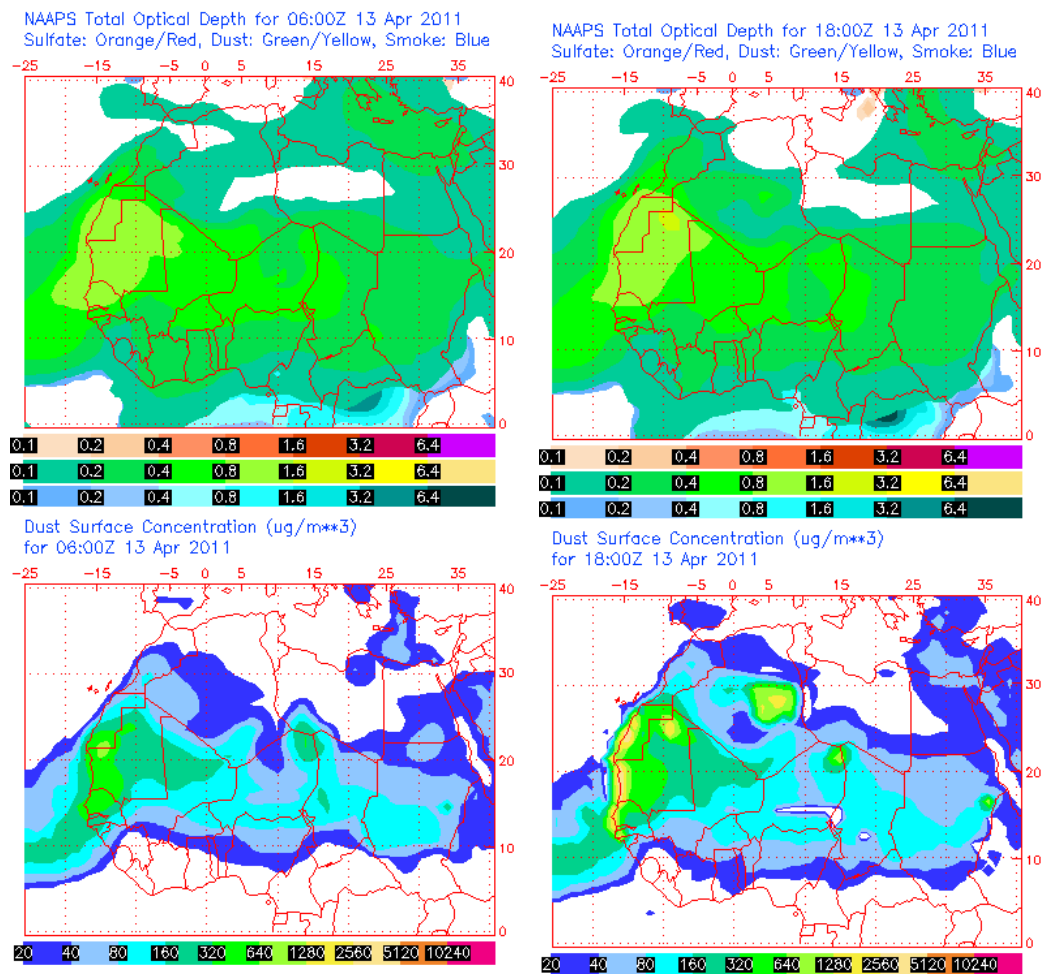 NAAPS Total Optical Depth for 06:00Z 13 Apr 2011
Sulfate: Orange/Red, Dust: Green/Yellow, Smoke: Blue
-25 -15 -5 0 5 15 25 35
40
30
20
10
0
0.1 0.2 0.4 0.8 1.6 3.2 6.4
0.1 0.2 0.4 0.8 1.6 3.2 6.4
0.1 0.2 0.4 0.8 1.6 3.2 6.4
NAAPS Total Optical Depth for 18:00Z 13 Apr 2011
Sulfate: Orange/Red, Dust: Green/Yellow, Smoke: Blue
-25 -15 -5 0 5 15 25 35
40
30
20
10
0
0.1 0.2 0.4 0.8 1.6 3.2 6.4
0.1 0.2 0.4 0.8 1.6 3.2 6.4
0.1 0.2 0.4 0.8 1.6 3.2 6.4
Dust Surface Concentration (ug/m**3)
for 06:00Z 13 Apr 2011
-25 -15 -5 0 5 15 25 35
40
30
20
10
0
20 40 80 160 320 640 1280 2560 5120 10240
Dust Surface Concentration (ug/m**3)
for 18:00Z 13 Apr 2011
-25 -15 -5 0 5 15 25 35
40
30
20
10
0
20 40 80 160 320 640 1280 2560 5120 10240